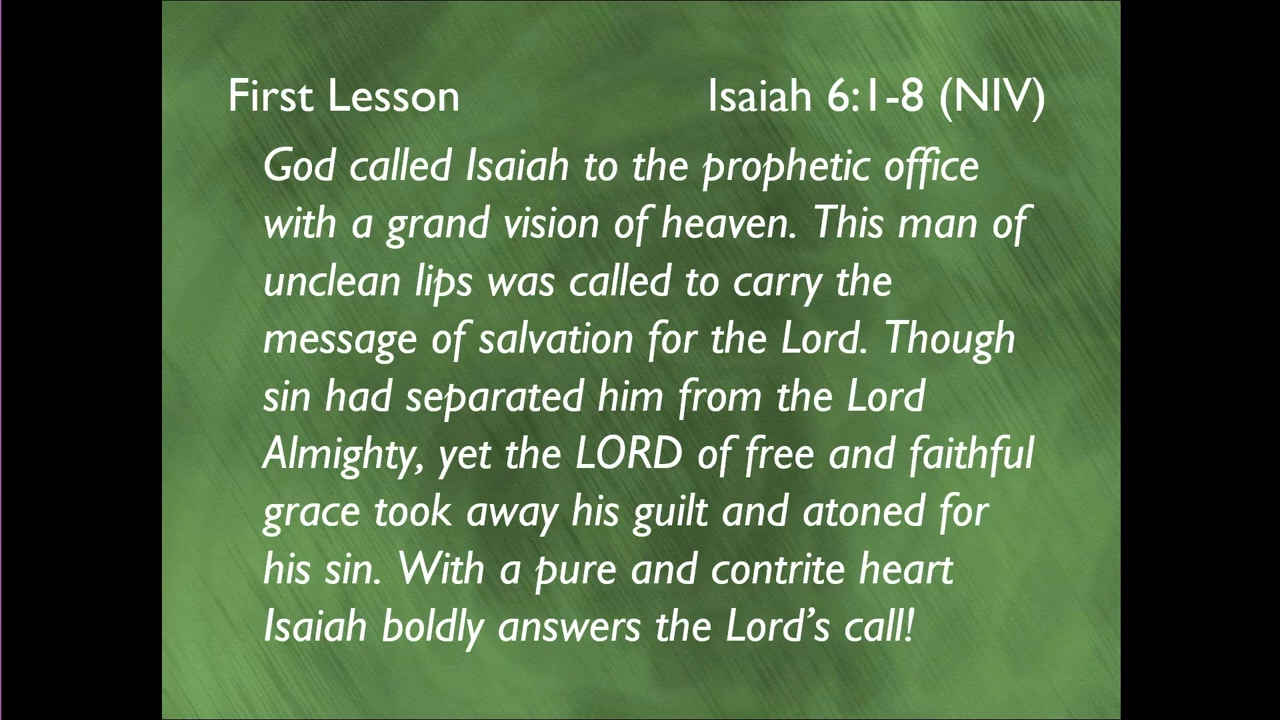 First Lesson Isaiah 6:1-8 (NIV)
God called Isaiah to the prophetic office
with a grand vision of heaven. This man of
unclean lips was called to carry the
message of salvation for the Lord. Though
sin had separated him from the Lord
Almighty, yet the LORD of free and faithful
grace took away his guilt and atoned for
his sin. With a pure and contrite heart
Isaiah boldly answers the Lord’s call!